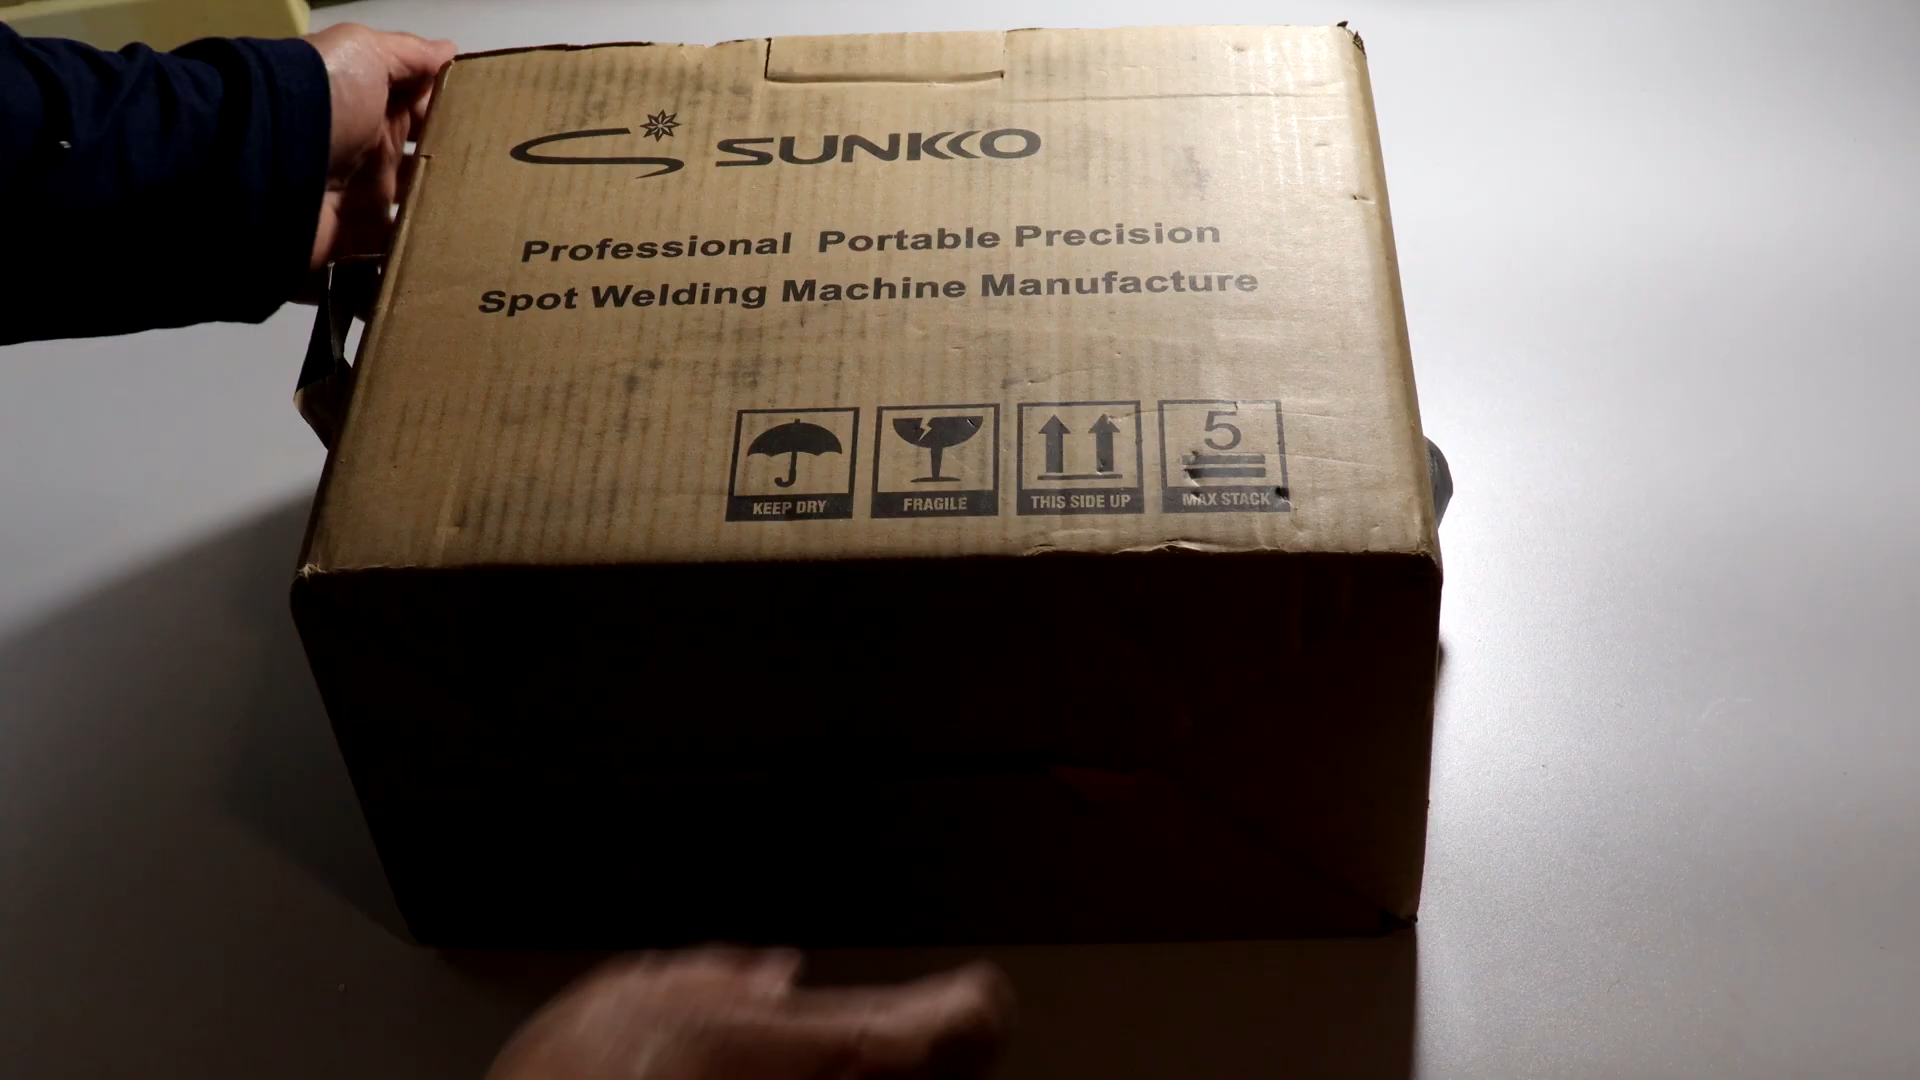 SUNKKO
Professional Portable Precision
Spot Welding Machine Manufacture
5
KEEP DRY
FRAGILE
THIS SIDE UP
MAX STACK